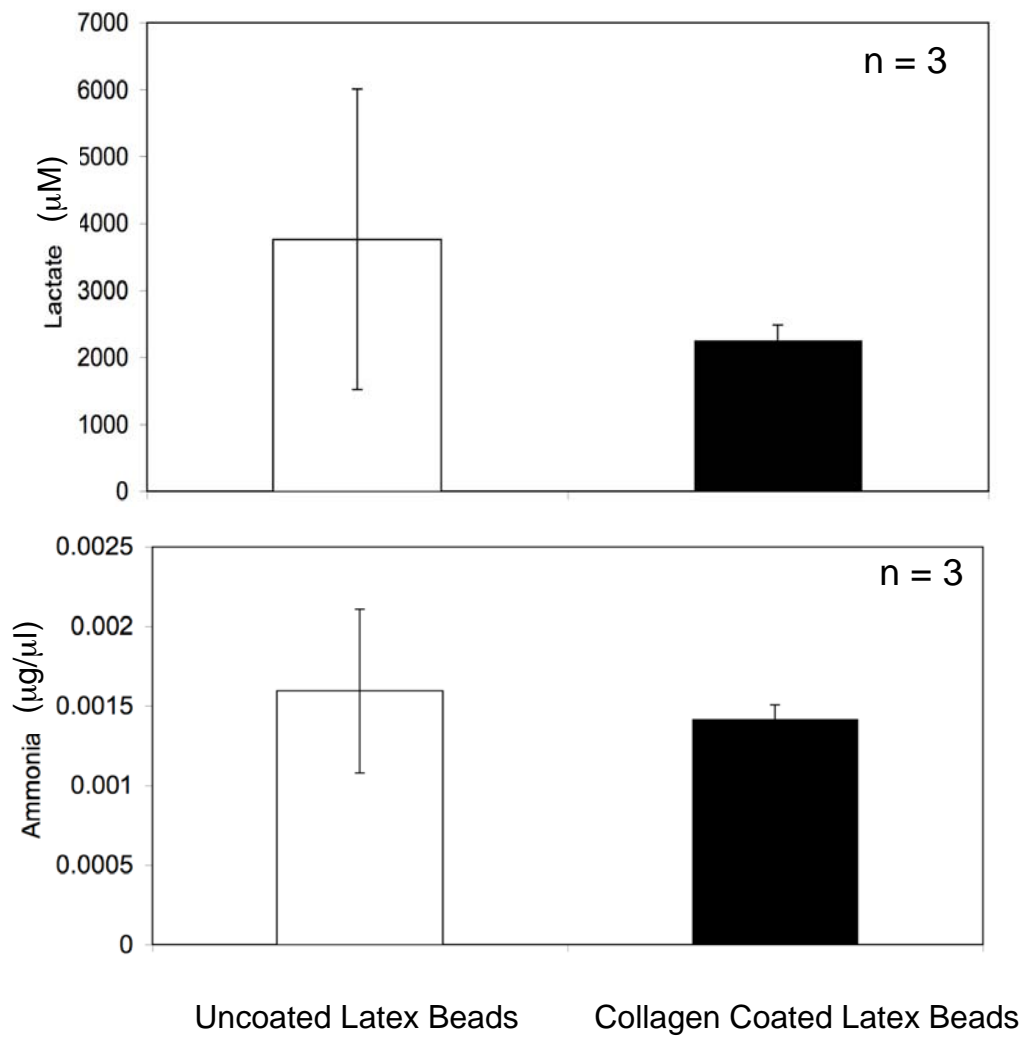 7000
n = 3
6000
5000
4000
3000
2000
1000
0
Lactate (μM)
0.0025
n = 3
0.002
0.0015
0.001
0.0005
0
Ammonia (μg/μl)
Uncoated Latex Beads Collagen Coated Latex Beads